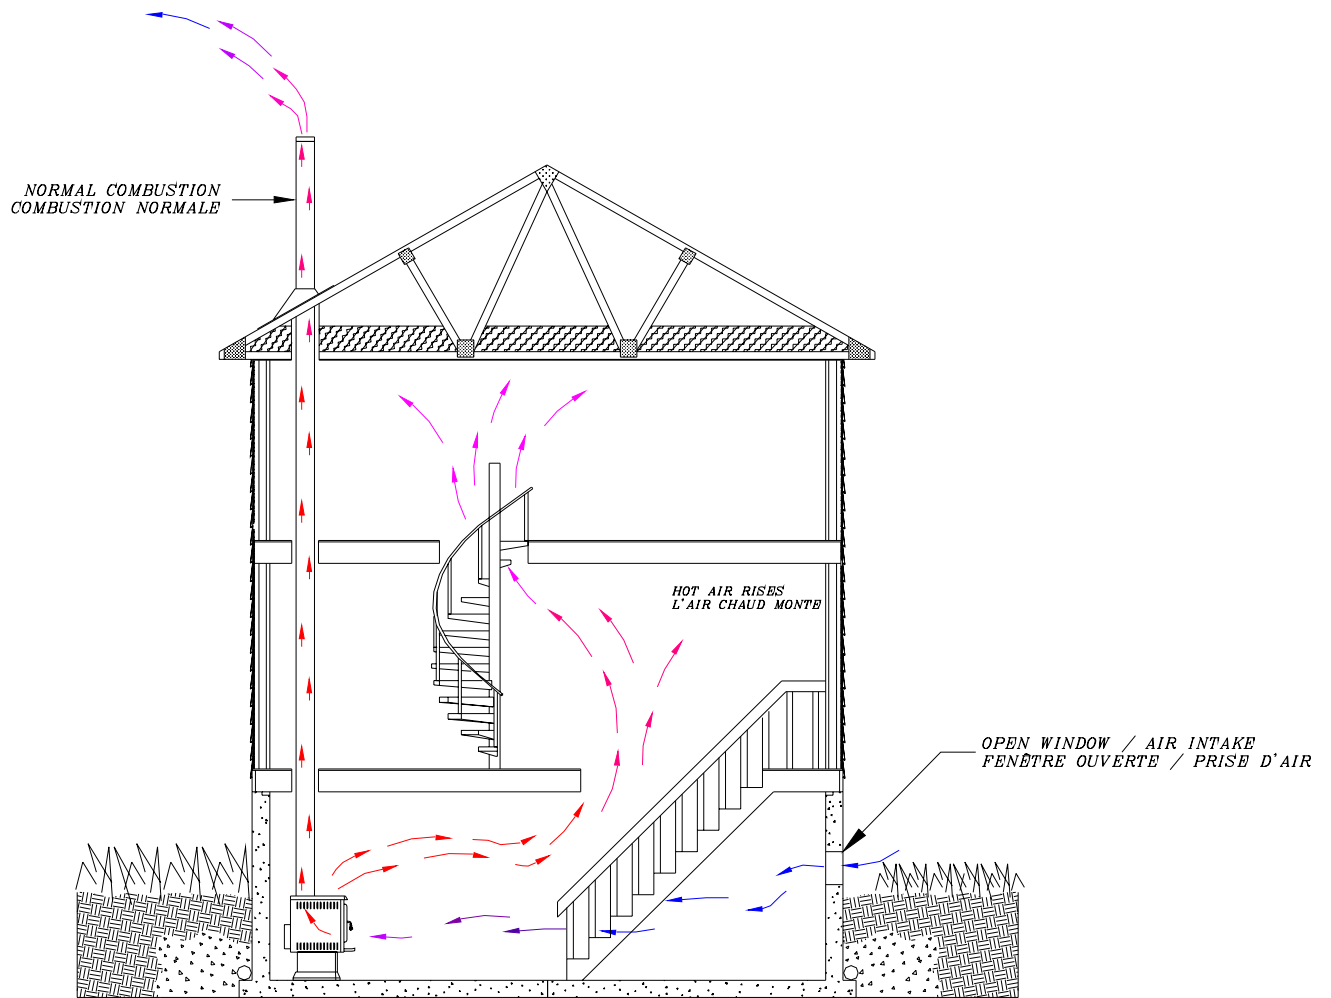 NORMAL COMBUSTION
COMBUSTION NORMALE
HOT AIR RISES
L'AIR CHAUD MONTE
OPEN WINDOW / AIR INTAKE
FENÊTRE OUVERTE / PRISE D'AIR